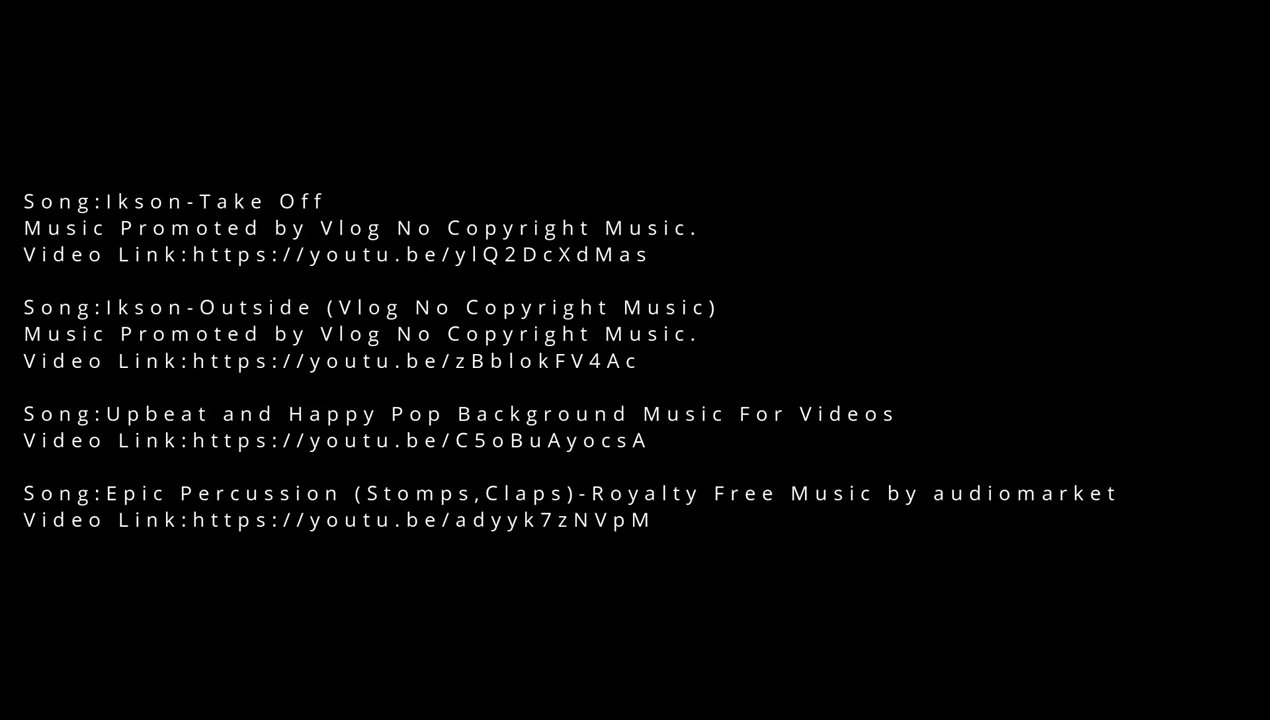 Song:Ikson-Take Off
Music Promoted by Vlog No Copyright Music.
Video Link:https://youtu.be/ylQ2DcXdMas
Song:Ikson-Outside (Vlog No Copyright Music)
Music Promoted by Vlog No Copyright Music.
Video Link:https://youtu.be/zBblokFV4Ac
Song:Upbeat and Happy Pop Background Music For Videos
Video Link:https://youtu.be/C5oBuAyocsA
Song:Epic Percussion (Stomps,Claps)-Royalty Free Music by audiomarket
Video Link:https://youtu.be/adyyk7zNVpM